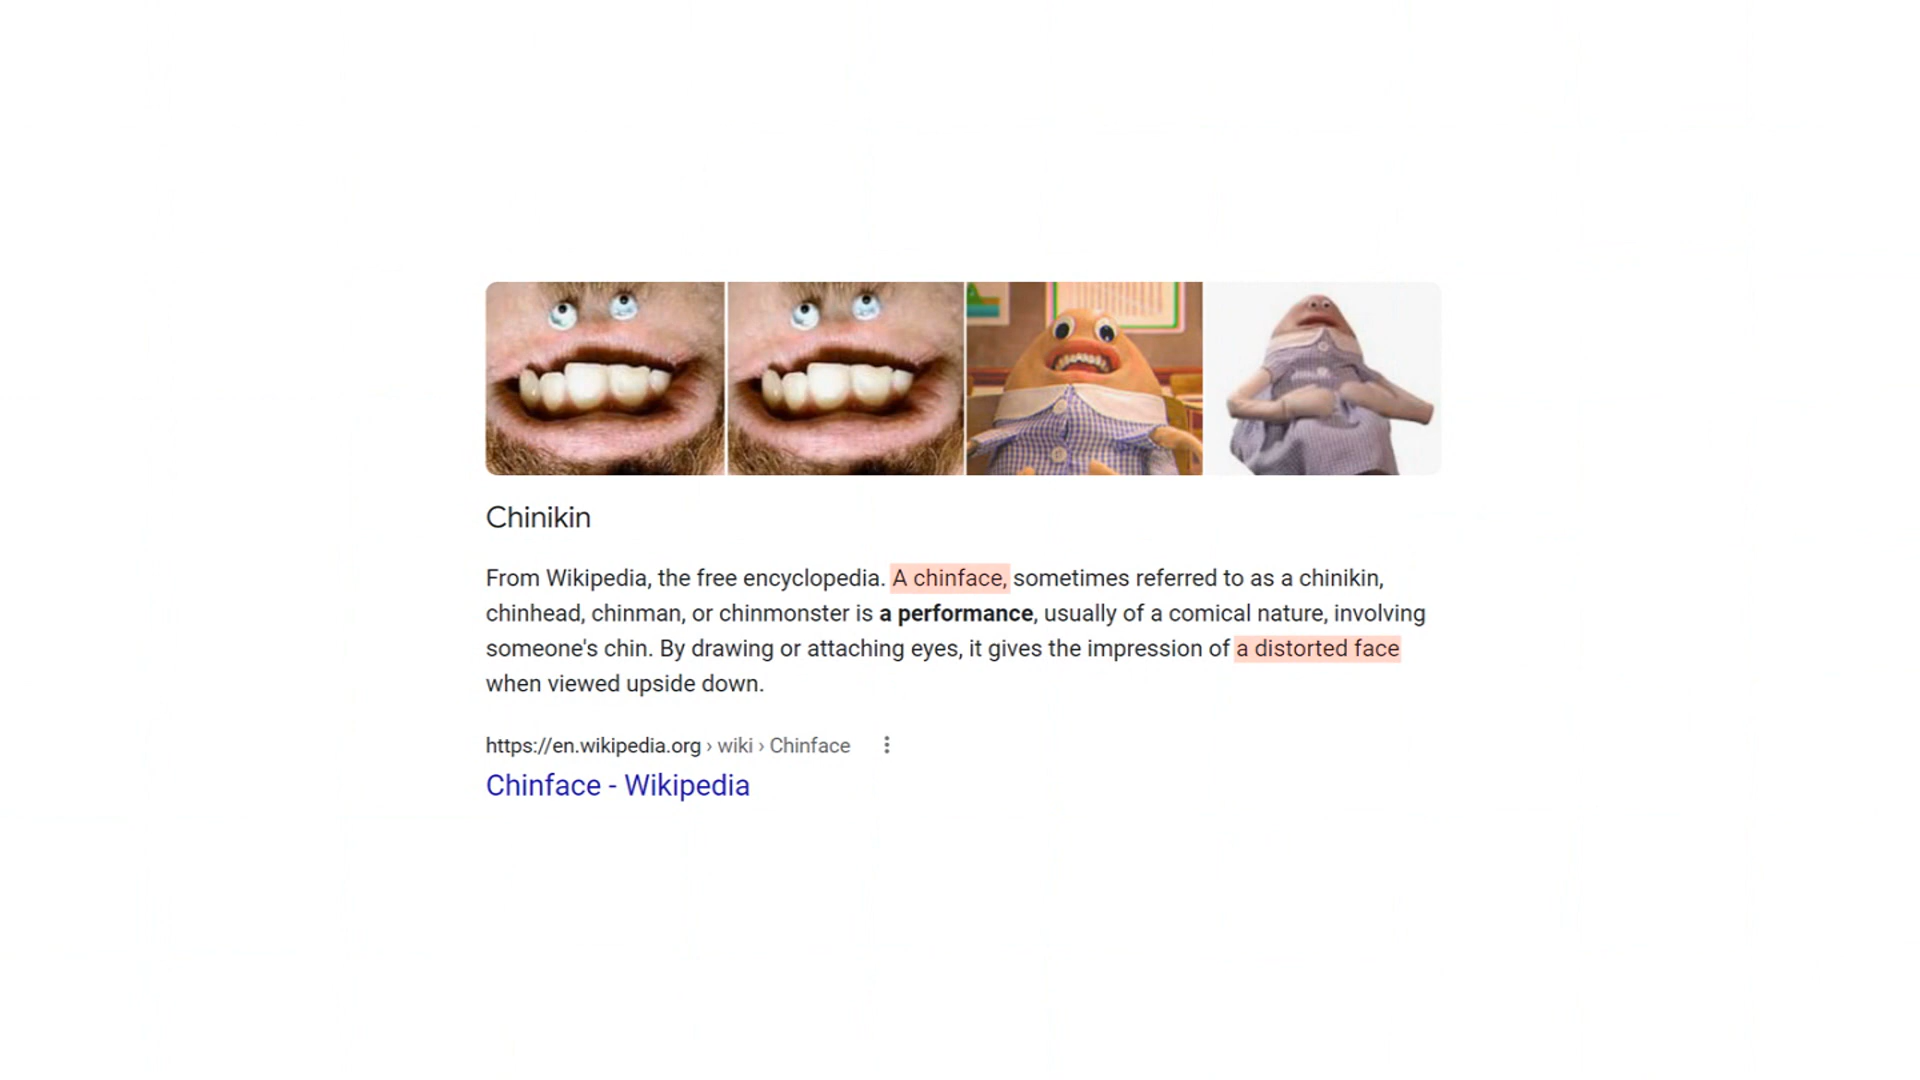 Chinikin
From Wikipedia, the free encyclopedia. A chinface, sometimes referred to as a chinikin,
chinhead, chinman, or chinmonster is a performance, usually of a comical nature, involving
someone's chin. By drawing or attaching eyes, it gives the impression of a distorted face
when viewed upside down.
https://en.wikipedia.org › wiki › Chinface
Chinface - Wikipedia